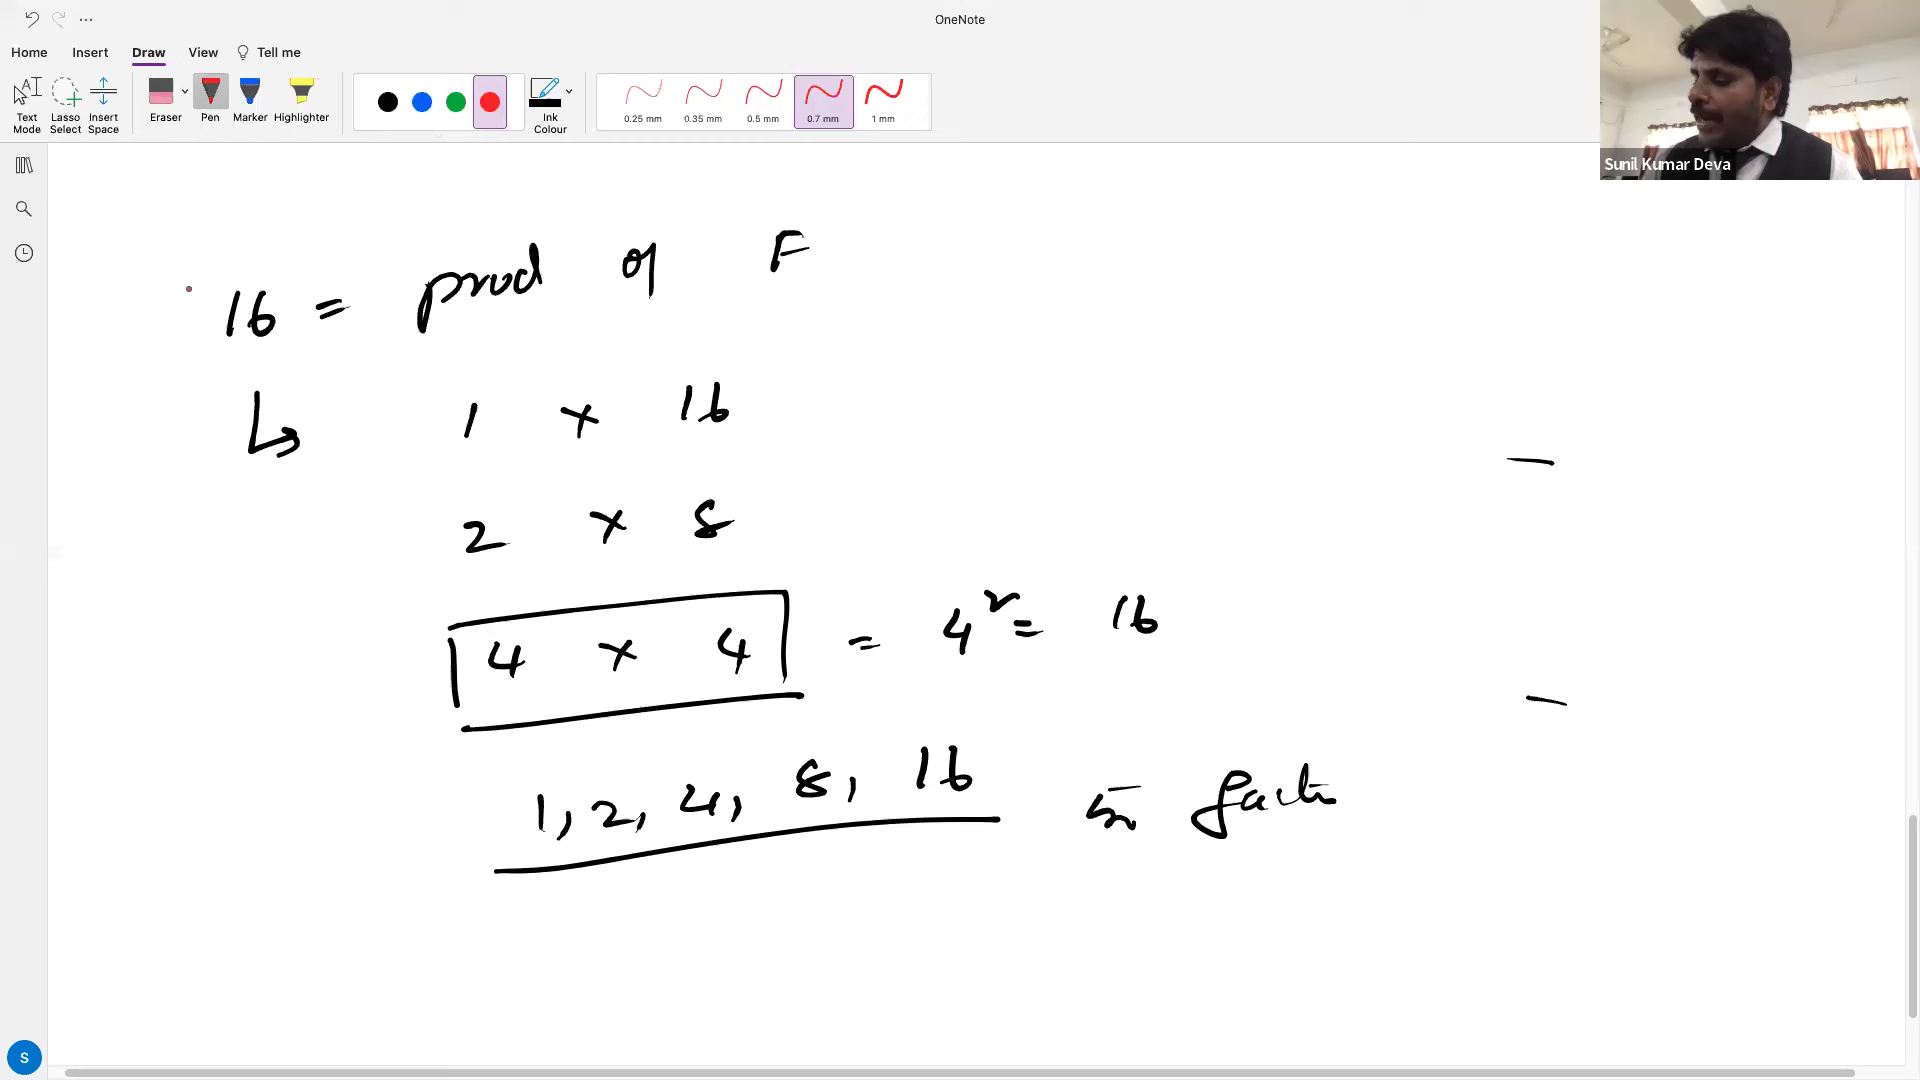 OneNote
Home Insert Draw View Tell me
Text Mode Lasso Select Insert Space Eraser Pen Marker Highlighter Ink Colour 0.25 mm 0.35 mm 0.5 mm 0.7 mm 1 mm
Sunil Kumar Deva
16 = prod of F
↳ 1 × 16
2 × 8
4 × 4 = 4² = 16
1, 2, 4, 8, 16 5
S